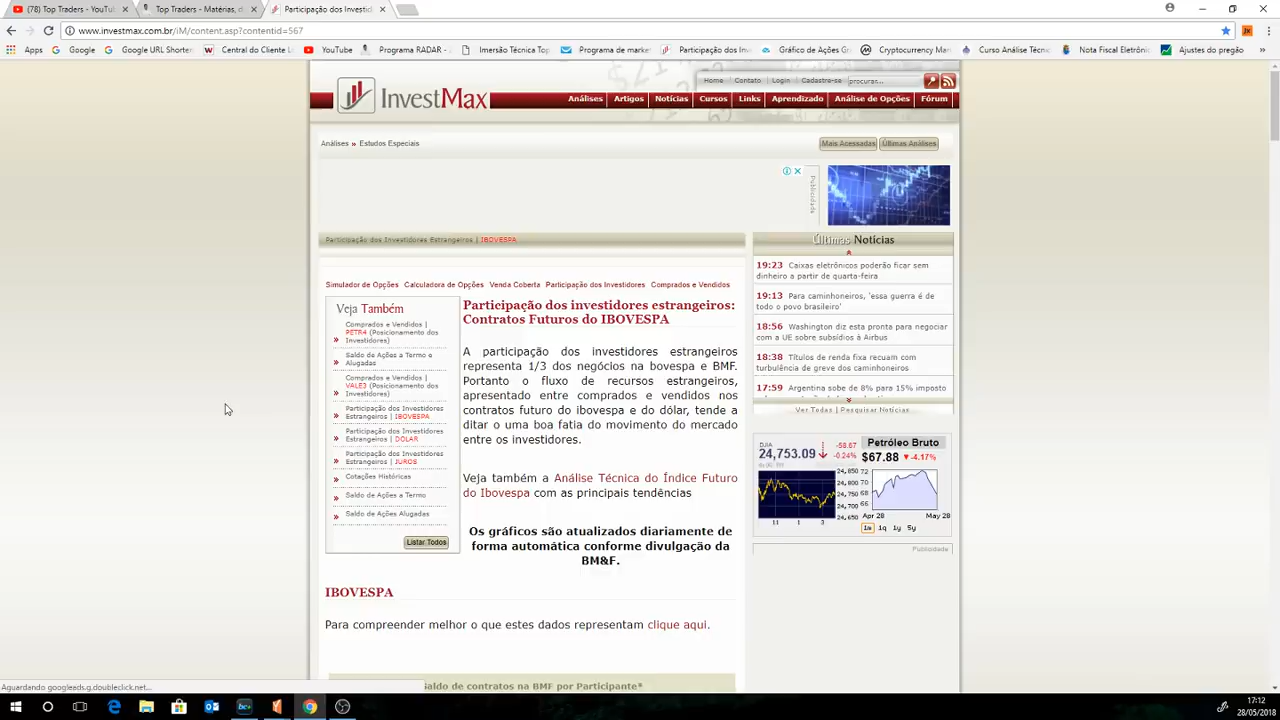 (78) Top Traders - YouTu
Top Traders - Matérias, d
Participação dos Investid
www.investmax.com.br/iM/content.asp?contentid=567
Apps
Google
Google URL Shorten
Central do Cliente L
YouTube
Programa RADAR - 
Imersão Técnica Top
Programa de market
Participação dos Inv
Gráfico de Ações Gr
Cryptocurrency Mar
Curso Análise Técni
Nota Fiscal Eletrôni
Ajustes do pregão
InvestMax
Home
Contato
Login
Cadastre-se
procurar...
Análises
Artigos
Notícias
Cursos
Links
Aprendizado
Análise de Opções
Fórum
Análises » Estudos Especiais
Mais Acessadas
Últimas Análises
Publicidade
Participação dos Investidores Estrangeiros | IBOVESPA
Simulador de Opções
Calculadora de Opções
Venda Coberta
Participação dos Investidores
Comprados e Vendidos
Veja Também
Comprados e Vendidos |
PETR4 (Posicionamento dos
Investidores)
Saldo de Ações a Termo e
Alugadas
Comprados e Vendidos |
VALE3 (Posicionamento dos
Investidores)
Participação dos Investidores
Estrangeiros | IBOVESPA
Participação dos Investidores
Estrangeiros | DÓLAR
Participação dos Investidores
Estrangeiros | JUROS
Cotações Históricas
Saldo de Ações a Termo
Saldo de Ações Alugadas
Listar Todos
Participação dos investidores estrangeiros:
Contratos Futuros do IBOVESPA
A participação dos investidores estrangeiros
representa 1/3 dos negócios na bovespa e BMF.
Portanto o fluxo de recursos estrangeiros,
apresentado entre comprados e vendidos nos
contratos futuro do ibovespa e do dólar, tende a
ditar o uma boa fatia do movimento do mercado
entre os investidores.
Veja também a Análise Técnica do Índice Futuro
do Ibovespa com as principais tendências
Os gráficos são atualizados diariamente de
forma automática conforme divulgação da
BM&F.
IBOVESPA
Para compreender melhor o que estes dados representam clique aqui.
Saldo de contratos na BMF por Participante*
Últimas Notícias
19:23 Caixas eletrônicos poderão ficar sem
dinheiro a partir de quarta-feira
19:13 Para caminhoneiros, 'essa guerra é de
todo o povo brasileiro'
18:56 Washington diz esta pronta para negociar
com a UE sobre subsídios à Airbus
18:38 Títulos de renda fixa recuam com
turbulência de greve dos caminhoneiros
17:59 Argentina sobe de 8% para 15% imposto
Ver Todas | Pesquisar Notícias
DJIA
24,753.09
-58.67
-0.24%
24,850
24,800
24,750
24,700
24,650
11 1 3
Petróleo Bruto
$67.88 -4.17%
72
70
68
66
Apr 28 May 28
1m 1q 1y 5y
Publicidade
Aguardando googleads.g.doubleclick.net...
17:12
28/05/2018